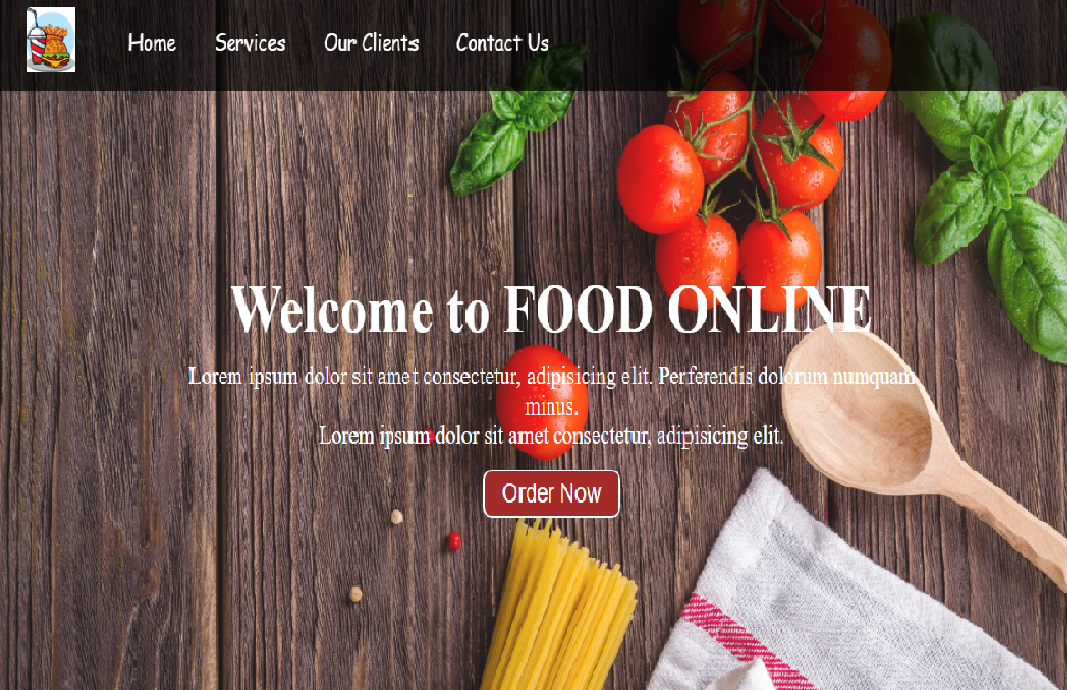 Home Services Our Clients Contact Us
Welcome to FOOD ONLINE
Lorem ipsum dolor sit amet consectetur, adipisicing elit. Perferendis dolorum numquam
minus.
Lorem ipsum dolor sit amet consectetur, adipisicing elit.
Order Now